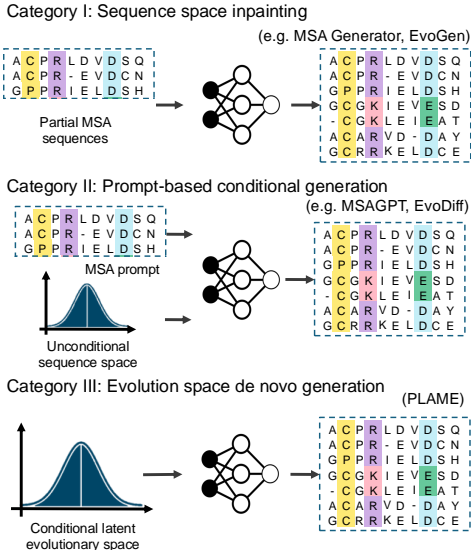 Category I: Sequence space inpainting
(e.g. MSA Generator, EvoGen)
A C P R L D V D S Q
A C P R - E V D C N
G P P R I E L D S H
Partial MSA
sequences
A C P R L D V D S Q
A C P R - E V D C N
G P P R I E L D S H
G C G K I E V E S D
- C G K L E I E A T
G C A R V D - D A Y
G C R R K E L D C E
Category II: Prompt-based conditional generation
(e.g. MSAGPT, EvoDiff)
A C P R L D V D S Q
A C P R - E V D C N
G P P R I E L D S H
MSA prompt
Unconditional
sequence space
A C P R L D V D S Q
A C P R - E V D C N
G P P R I E L D S H
G C G K I E V E S D
- C G K L E I E A T
G C A R V D - D A Y
G C R R K E L D C E
Category III: Evolution space de novo generation
(PLAME)
Conditional latent
evolutionary space
A C P R L D V D S Q
A C P R - E V D C N
G P P R I E L D S H
G C G K I E V E S D
- C G K L E I E A T
G C A R V D - D A Y
G C R R K E L D C E